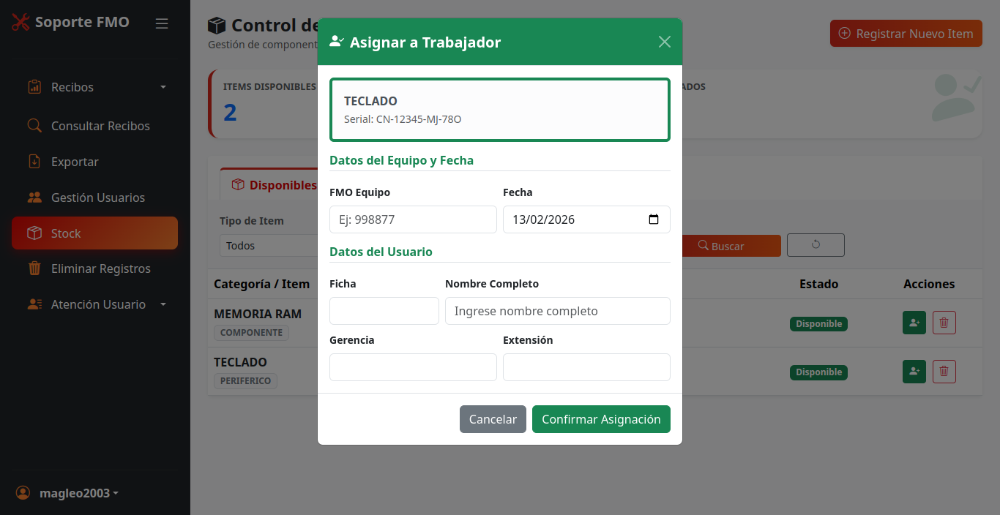 Soporte FMO
Recibos
Consultar Recibos
Exportar
Gestión Usuarios
Stock
Eliminar Registros
Atención Usuario
magleo2003
Control de
Gestión de component
Registrar Nuevo Item
ITEMS DISPONIBLES
2
ADOS
Disponibles
Tipo de Item
Todos
Buscar
Categoría / Item
Estado
Acciones
MEMORIA RAM
COMPONENTE
Disponible
TECLADO
PERIFERICO
Disponible
Asignar a Trabajador
TECLADO
Serial: CN-12345-MJ-78O
Datos del Equipo y Fecha
FMO Equipo
Fecha
Ej: 998877
13/02/2026
Datos del Usuario
Ficha
Nombre Completo
Ingrese nombre completo
Gerencia
Extensión
Cancelar
Confirmar Asignación